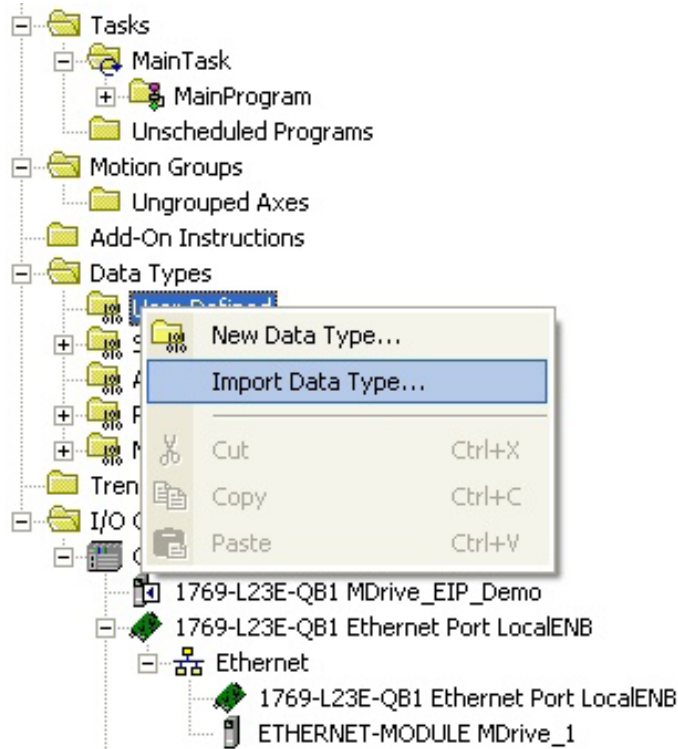 Tasks
MainTask
MainProgram
Unscheduled Programs
Motion Groups
Ungrouped Axes
Add-On Instructions
Data Types
New Data Type...
Import Data Type...
Cut Ctrl+X
Copy Ctrl+C
Paste Ctrl+V
Tren
I/O
1769-L23E-QB1 MDrive_EIP_Demo
1769-L23E-QB1 Ethernet Port LocalENB
Ethernet
1769-L23E-QB1 Ethernet Port LocalENB
ETHERNET-MODULE MDrive_1